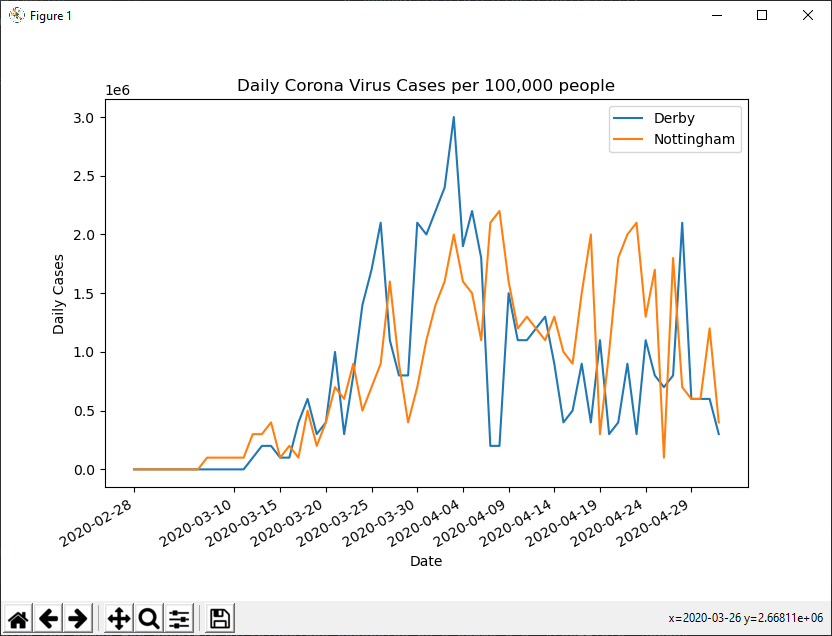 Figure 1
Daily Corona Virus Cases per 100,000 people
1e6
Derby
Nottingham
3.0
2.5
2.0
1.5
1.0
0.5
0.0
Daily Cases
2020-02-28
2020-03-10
2020-03-15
2020-03-20
2020-03-25
2020-03-30
2020-04-04
2020-04-09
2020-04-14
2020-04-19
2020-04-24
2020-04-29
Date
x=2020-03-26 y=2.66811e+06